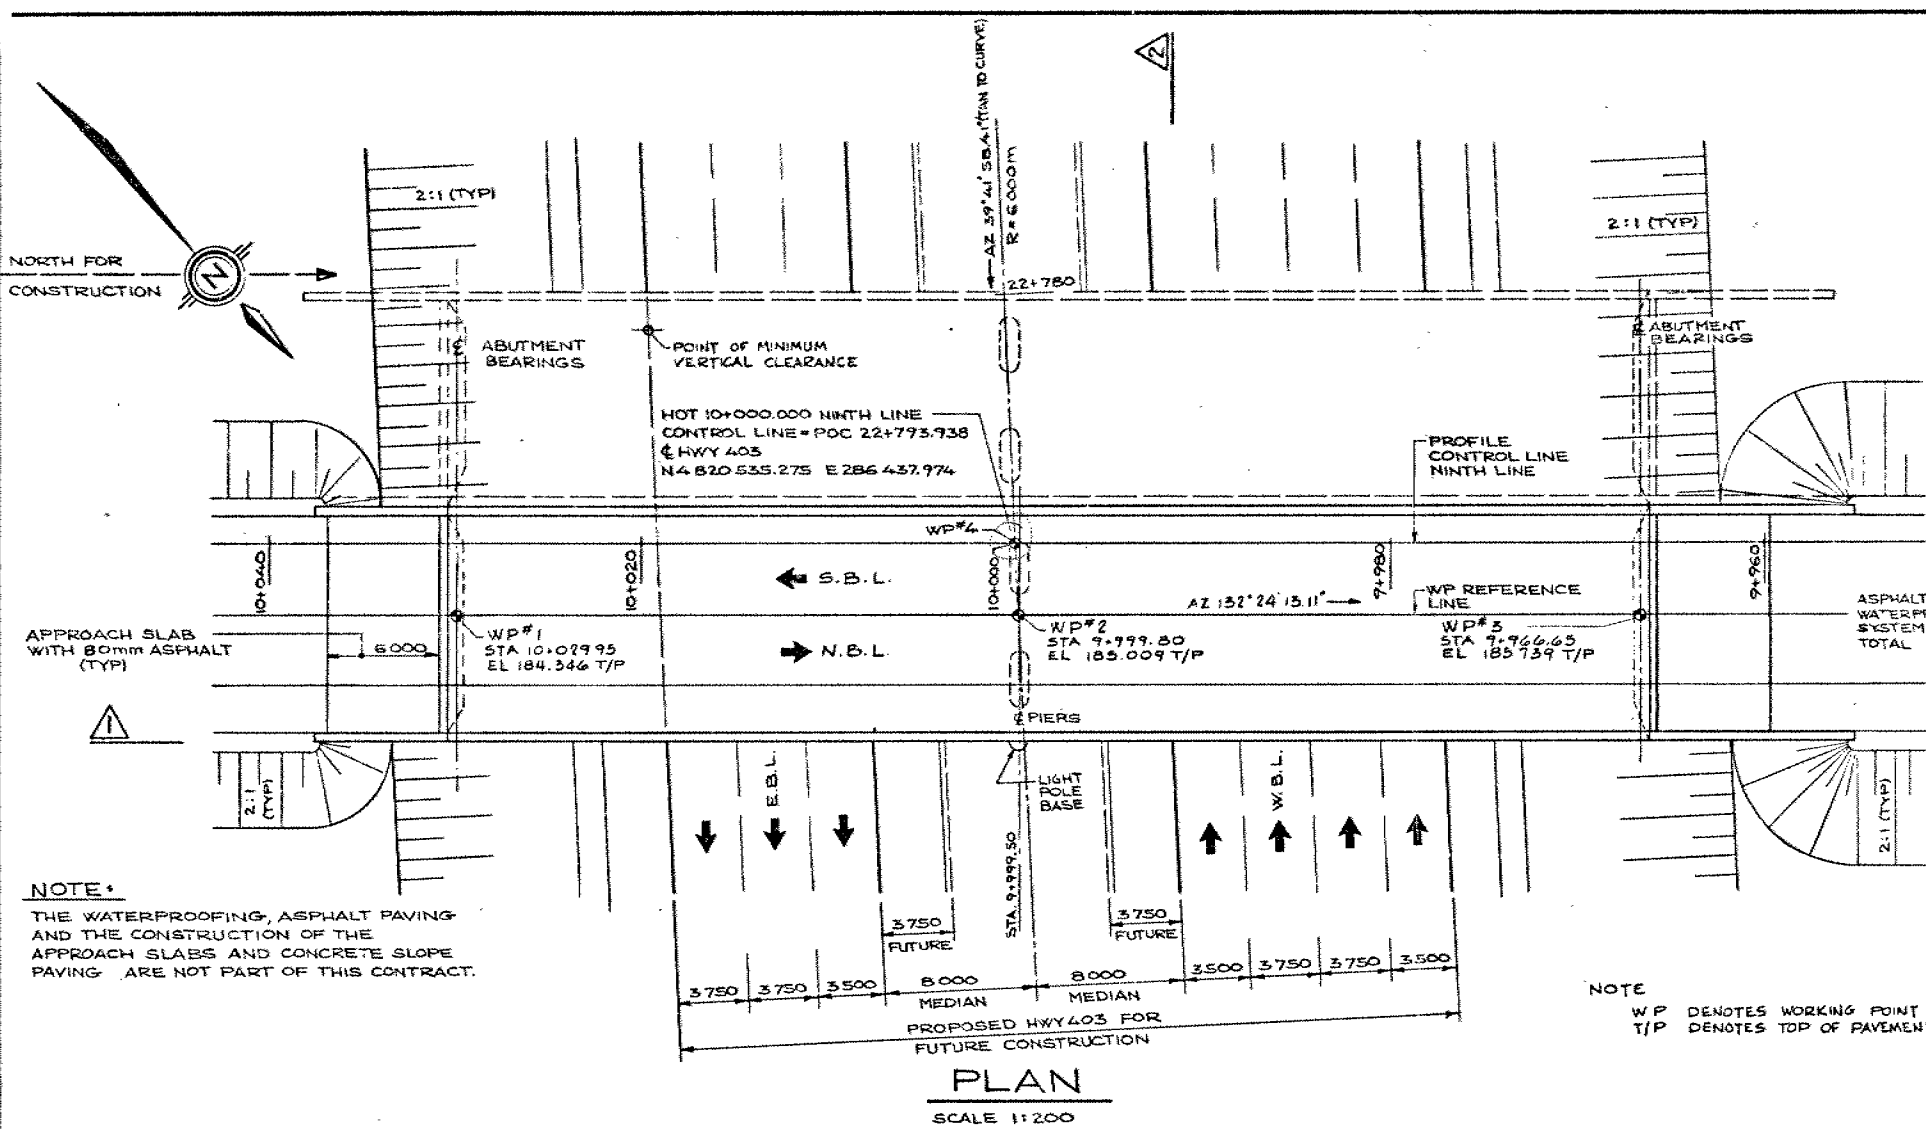 AZ 39°41' 58.41" (TAN TO CURVE)
R = 6000m
2
2:1 (TYP)
2:1 (TYP)
NORTH FOR
CONSTRUCTION
N
22+780
℄ ABUTMENT
BEARINGS
POINT OF MINIMUM
VERTICAL CLEARANCE
℄ ABUTMENT
BEARINGS
HOT 10+000.000 NINTH LINE
CONTROL LINE = POC 22+793.938
℄ HWY 403
N4 820 535.275 E 286 437.974
PROFILE
CONTROL LINE
NINTH LINE
WP#4
10+040
10+020
10+000
9+980
9+960
S.B.L.
AZ 132°24'13.11"
WP REFERENCE
LINE
ASPHALT
WATERPR
SYSTEM
TOTAL
APPROACH SLAB
WITH 80mm ASPHALT
(TYP)
6000
WP#1
STA 10+029.95
EL 184.346 T/P
N.B.L.
WP#2
STA 9+999.80
EL 185.009 T/P
WP#3
STA 9+966.65
EL 185 739 T/P
1
℄ PIERS
2:1
(TYP)
E.B.L.
LIGHT
POLE
BASE
W.B.L.
2:1 (TYP)
STA 9+999.50
NOTE:
THE WATERPROOFING, ASPHALT PAVING
AND THE CONSTRUCTION OF THE
APPROACH SLABS AND CONCRETE SLOPE
PAVING ARE NOT PART OF THIS CONTRACT.
3750
FUTURE
3750
FUTURE
3750 3750 3500 8000 8000 3500 3750 3750 3500
MEDIAN MEDIAN
PROPOSED HWY 403 FOR
FUTURE CONSTRUCTION
NOTE
WP DENOTES WORKING POINT
T/P DENOTES TOP OF PAVEMEN
PLAN
SCALE 1:200